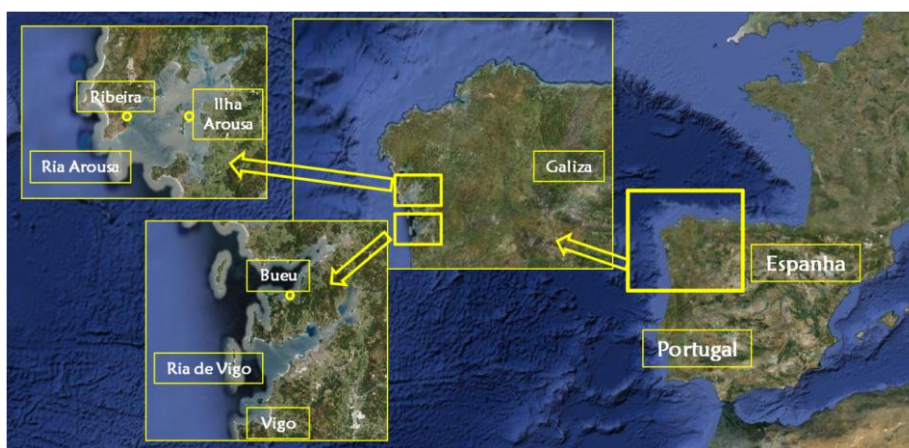 Ribeira
Ilha
Arousa
Ria Arousa
Galiza
Bueu
Ria de Vigo
Vigo
Espanha
Portugal